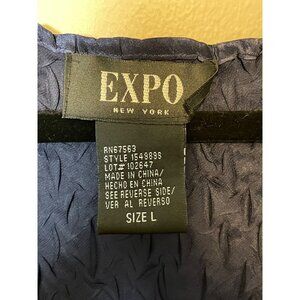 EXPO
NEW YORK
RN67563
STYLE 154989S
LOT# 102647
MADE IN CHINA/
HECHO EN CHINA
SEE REVERSE SIDE/
VER AL REVERSO
SIZE L